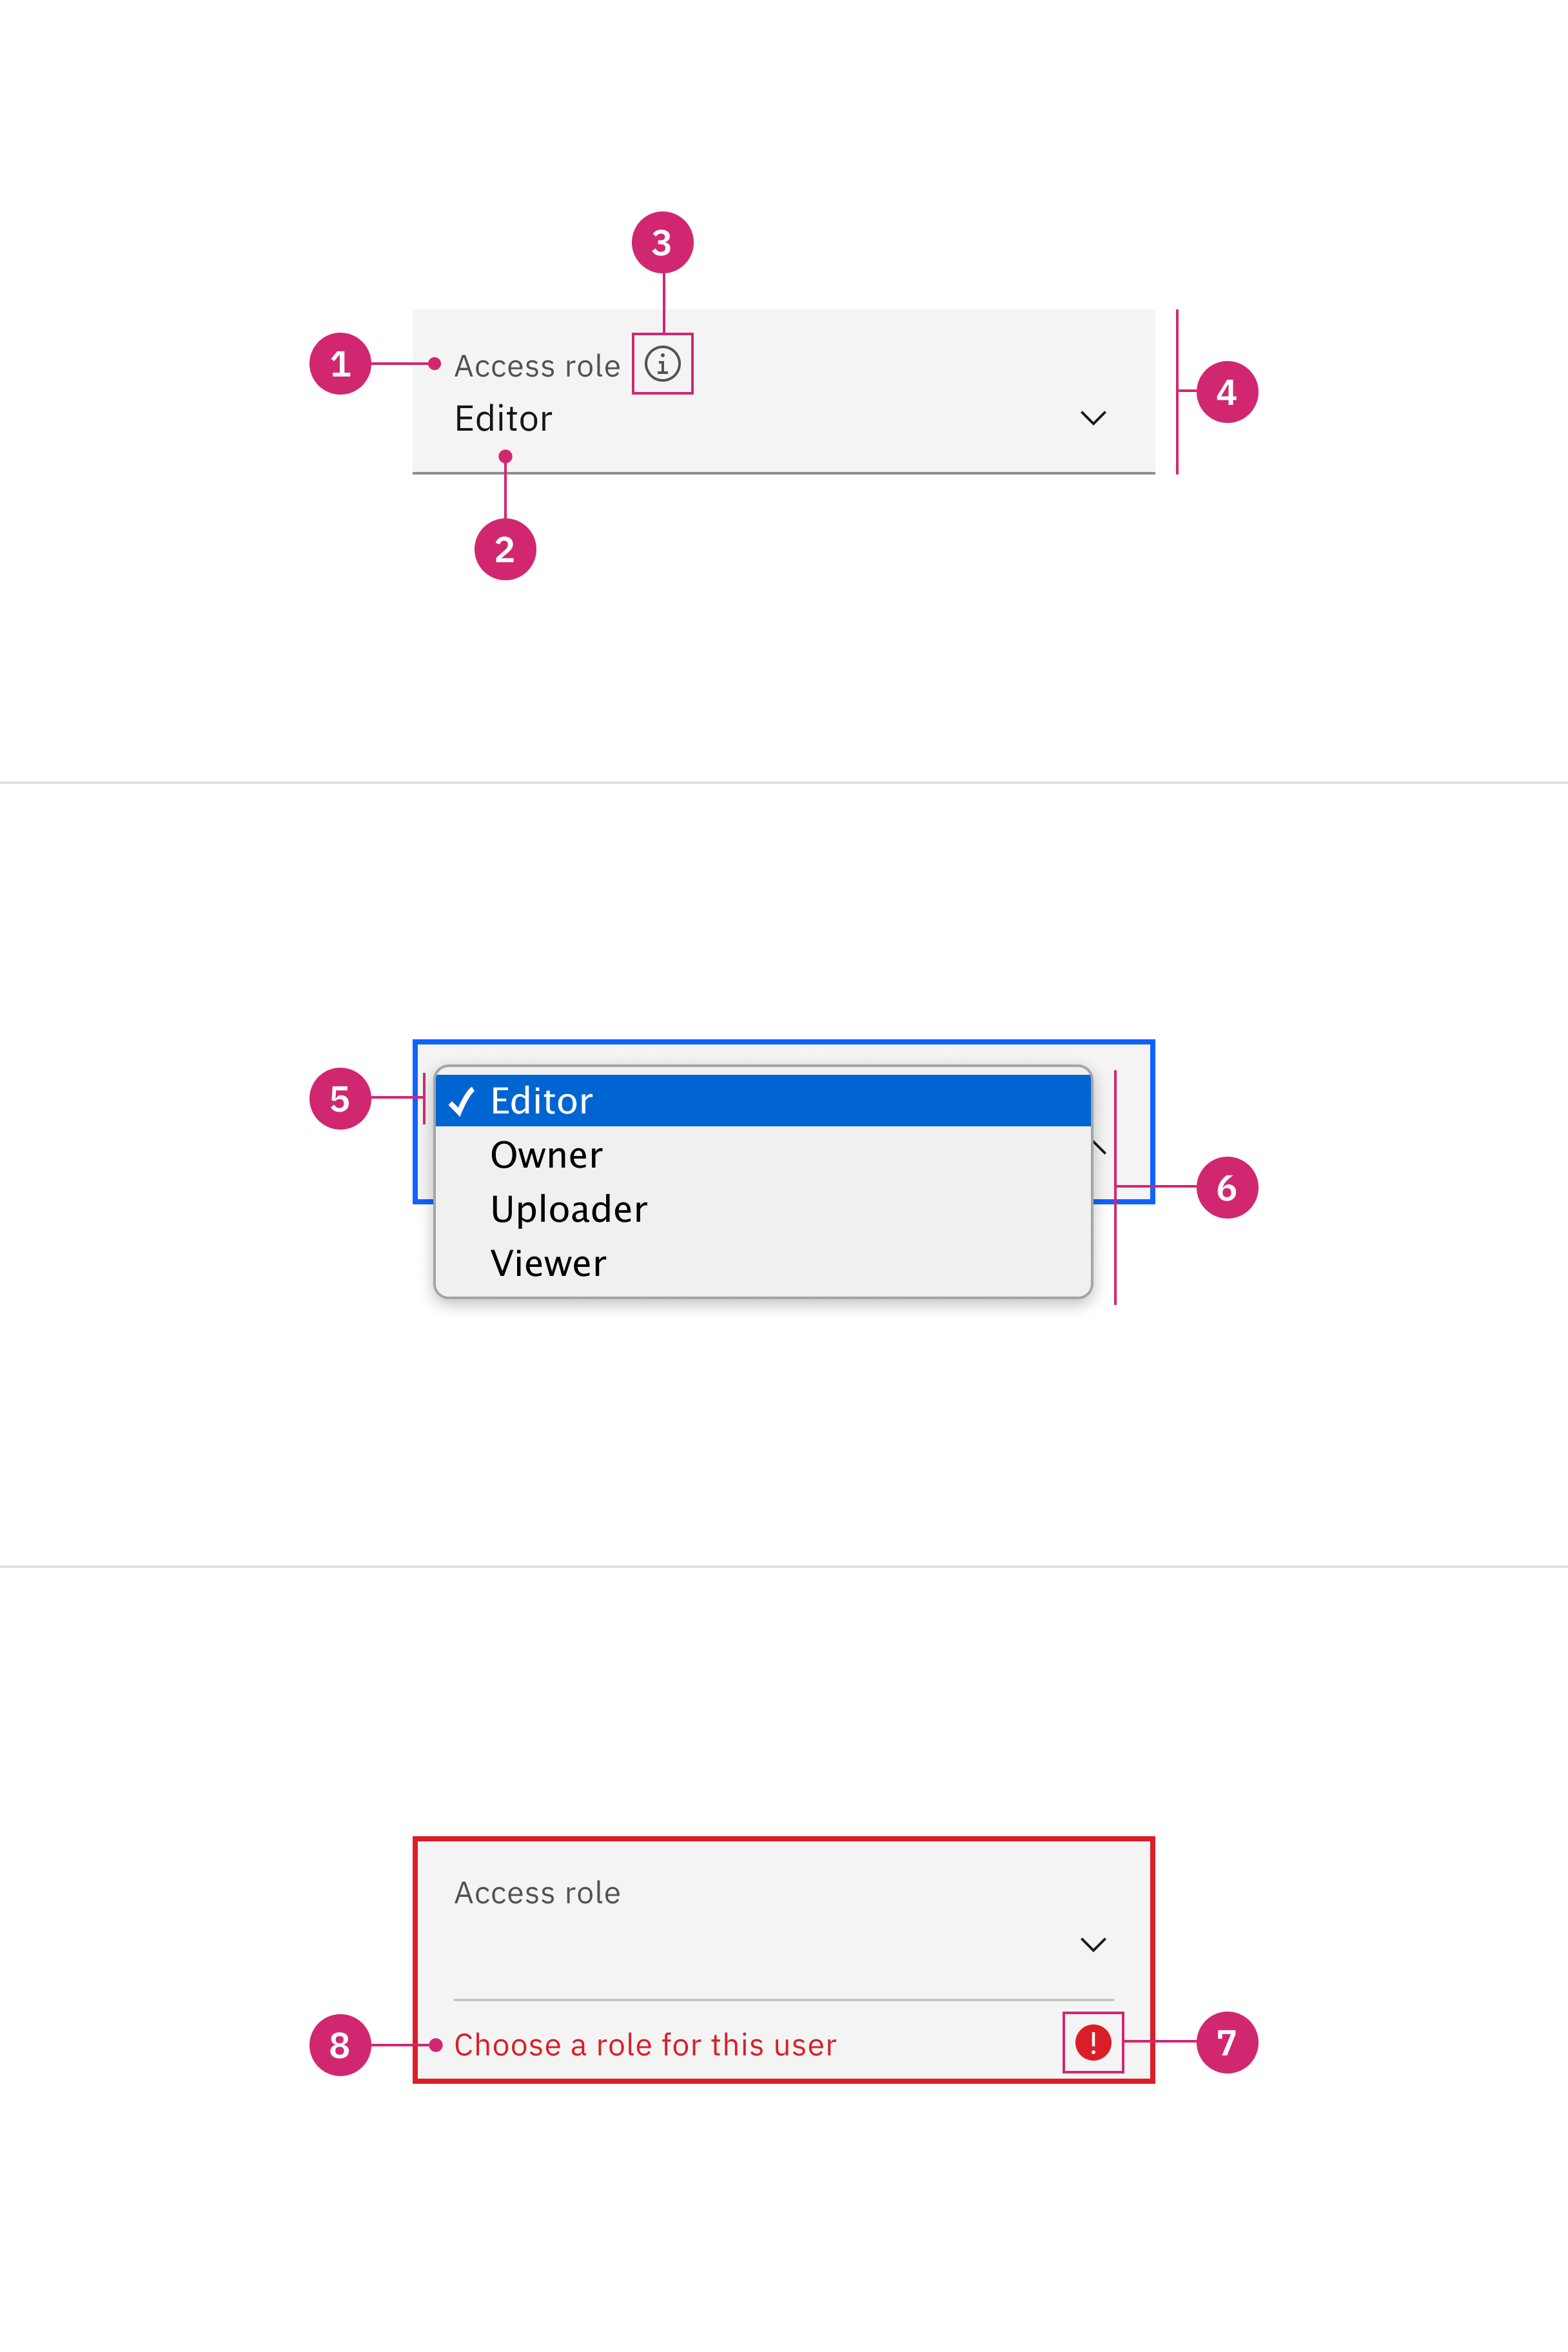 3
1
Access role
4
Editor
2
5
✓ Editor
Owner
6
Uploader
Viewer
Access role
8
Choose a role for this user
!
7